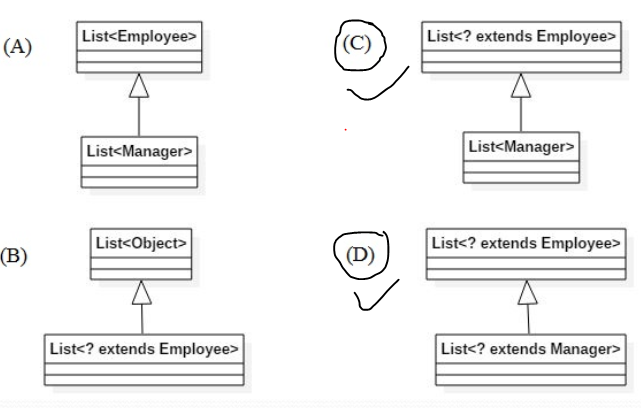 (A)
List<Employee>
List<Manager>
(C)
List<? extends Employee>
List<Manager>
(B)
List<Object>
List<? extends Employee>
(D)
List<? extends Employee>
List<? extends Manager>